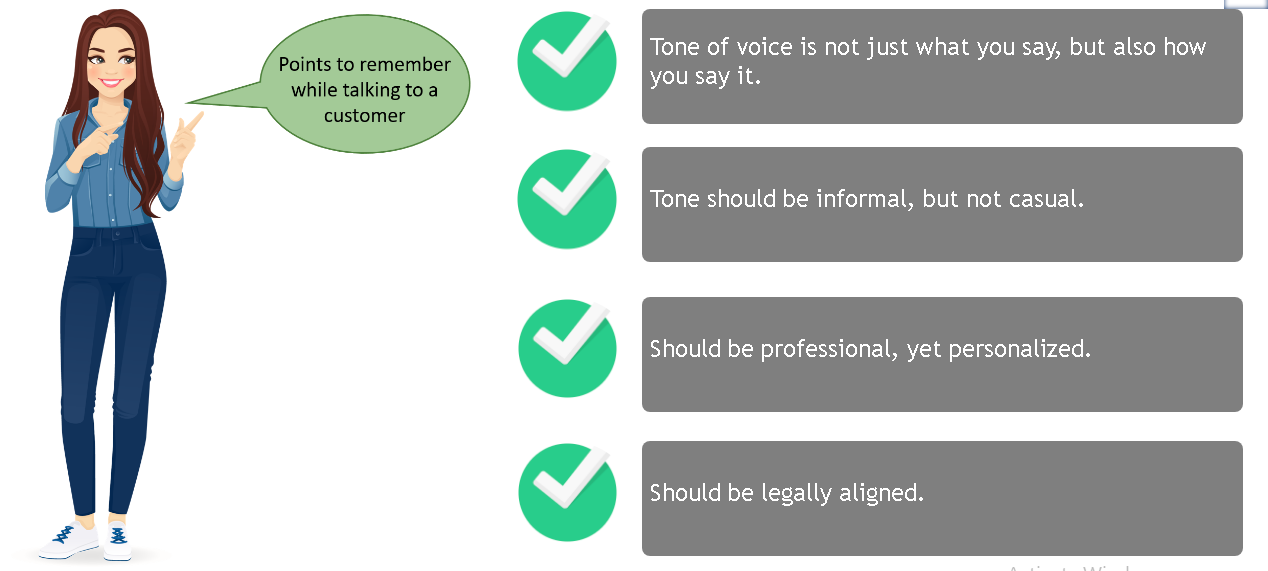 Points to remember
while talking to a
customer
Tone of voice is not just what you say, but also how
you say it.
Tone should be informal, but not casual.
Should be professional, yet personalized.
Should be legally aligned.